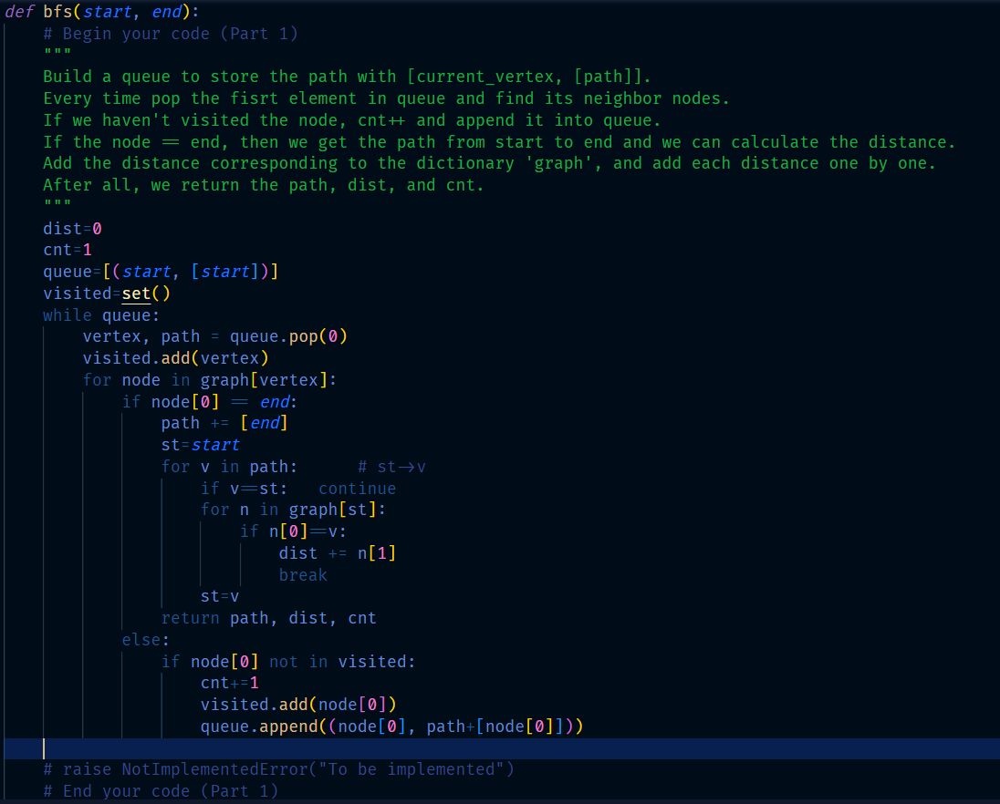 def bfs(start, end):
    # Begin your code (Part 1)
    """
    Build a queue to store the path with [current_vertex, [path]].
    Every time pop the fisrt element in queue and find its neighbor nodes.
    If we haven't visited the node, cnt++ and append it into queue.
    If the node == end, then we get the path from start to end and we can calculate the distance.
    Add the distance corresponding to the dictionary 'graph', and add each distance one by one.
    After all, we return the path, dist, and cnt.
    """
    dist=0
    cnt=1
    queue=[(start, [start])]
    visited=set()
    while queue:
        vertex, path = queue.pop(0)
        visited.add(vertex)
        for node in graph[vertex]:
            if node[0] == end:
                path += [end]
                st=start
                for v in path:      # st->v
                    if v==st:   continue
                    for n in graph[st]:
                        if n[0]==v:
                            dist += n[1]
                            break
                    st=v
                return path, dist, cnt
            else:
                if node[0] not in visited:
                    cnt+=1
                    visited.add(node[0])
                    queue.append((node[0], path+[node[0]]))
    # raise NotImplementedError("To be implemented")
    # End your code (Part 1)